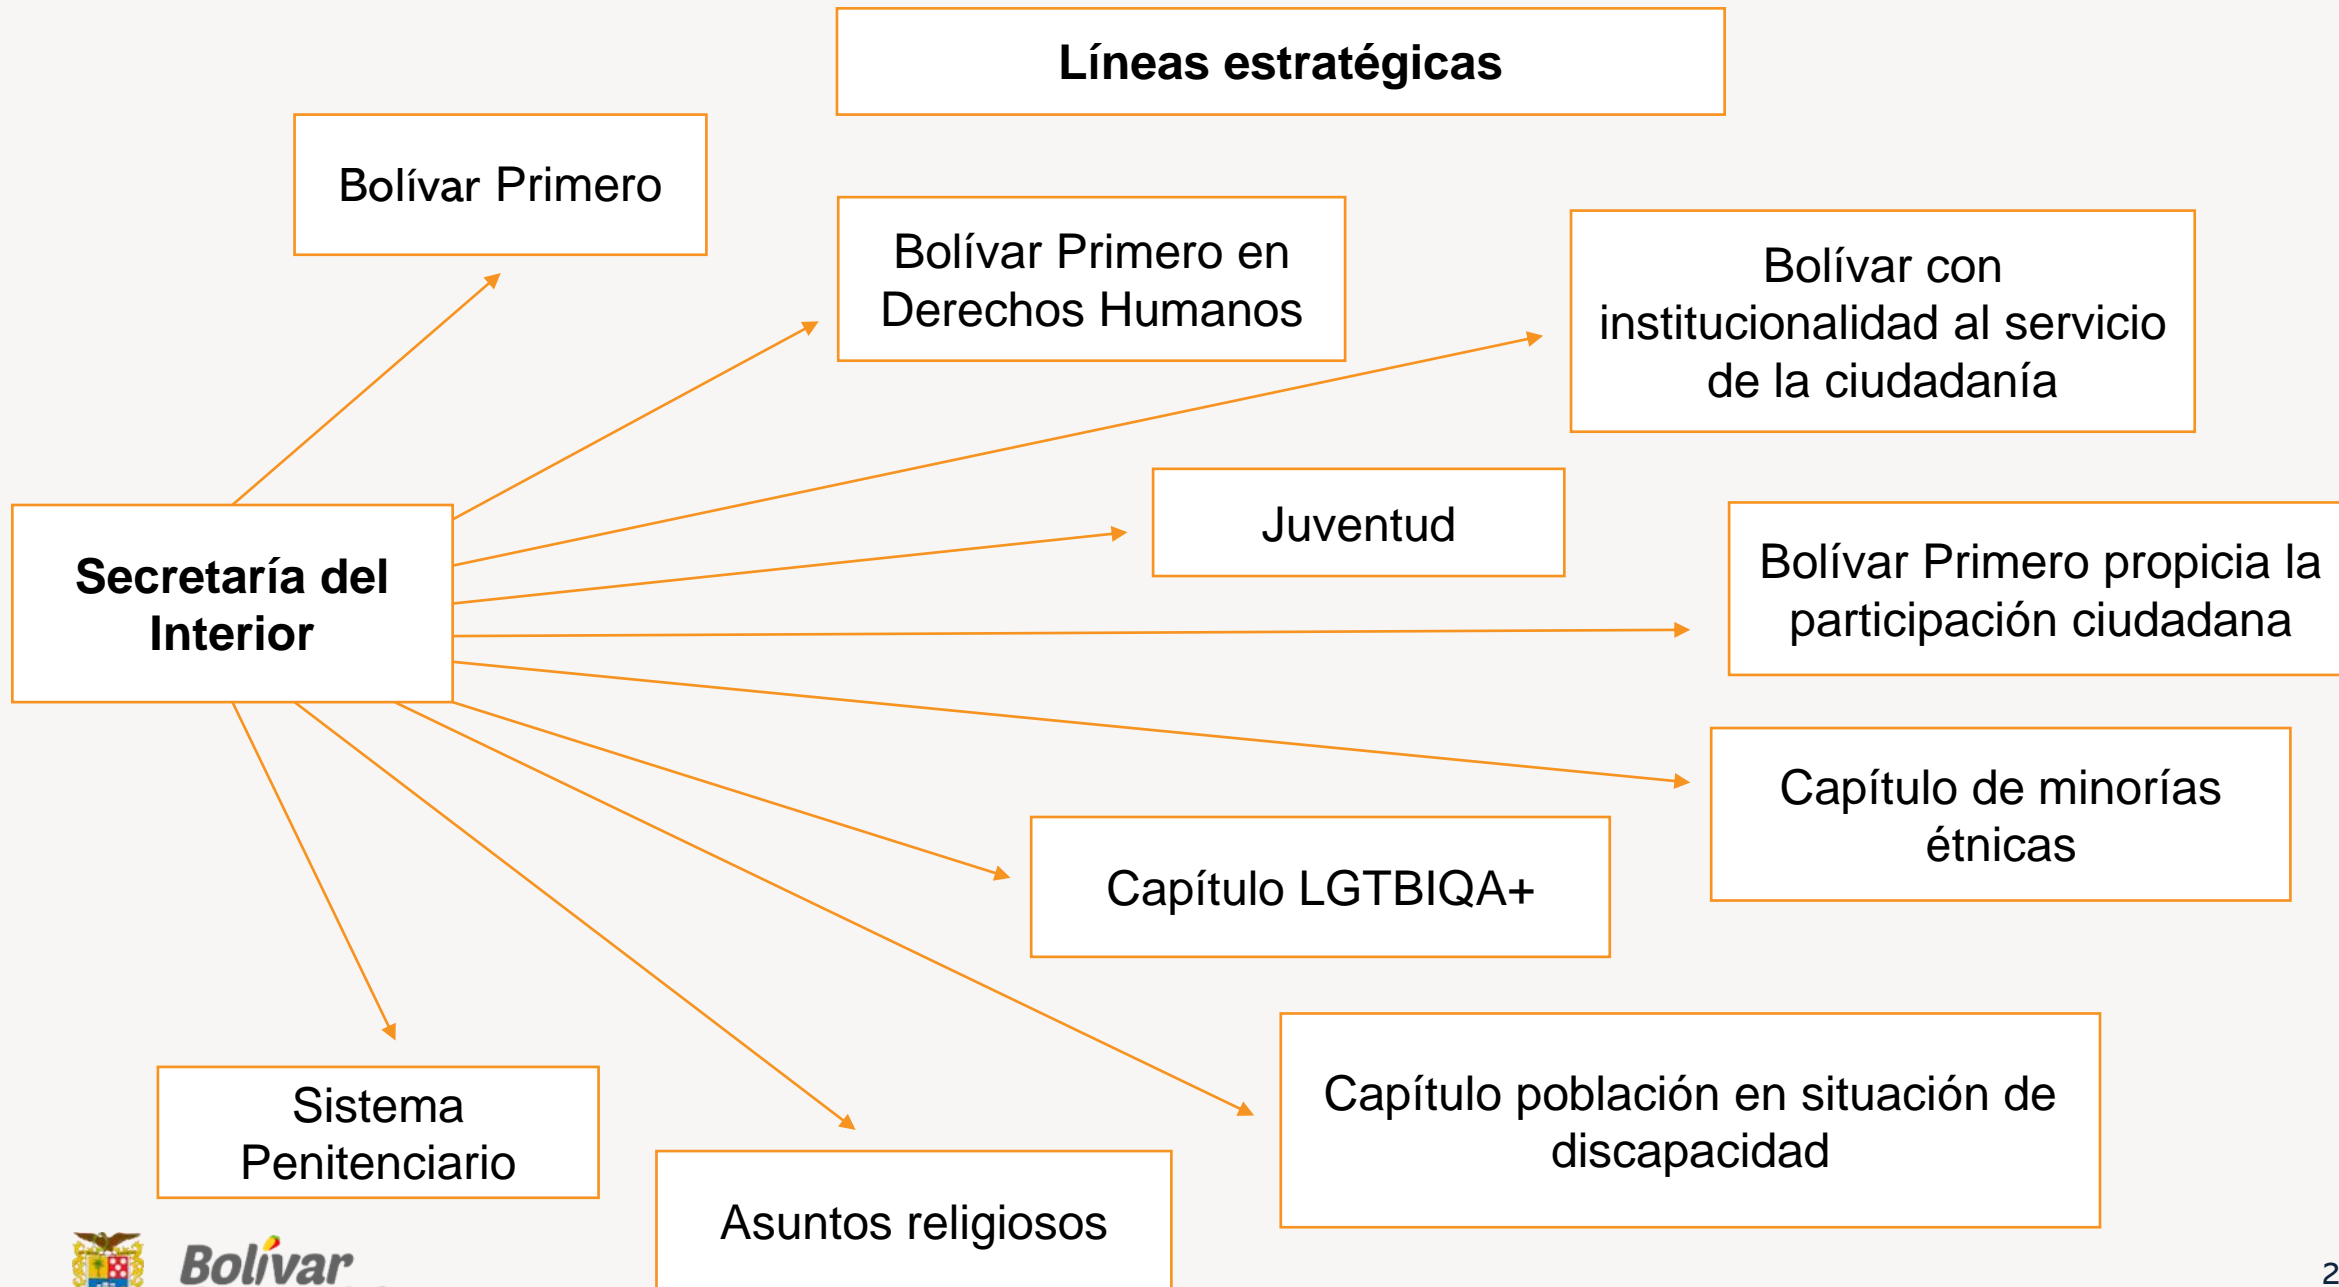 Líneas estratégicas
Bolívar Primero
Bolívar Primero en
Derechos Humanos
Bolívar con
institucionalidad al servicio
de la ciudadanía
Juventud
Secretaría del
Interior
Bolívar Primero propicia la
participación ciudadana
Capítulo de minorías
étnicas
Capítulo LGTBIQA+
Capítulo población en situación de
discapacidad
Sistema
Penitenciario
Asuntos religiosos
Bolívar
2